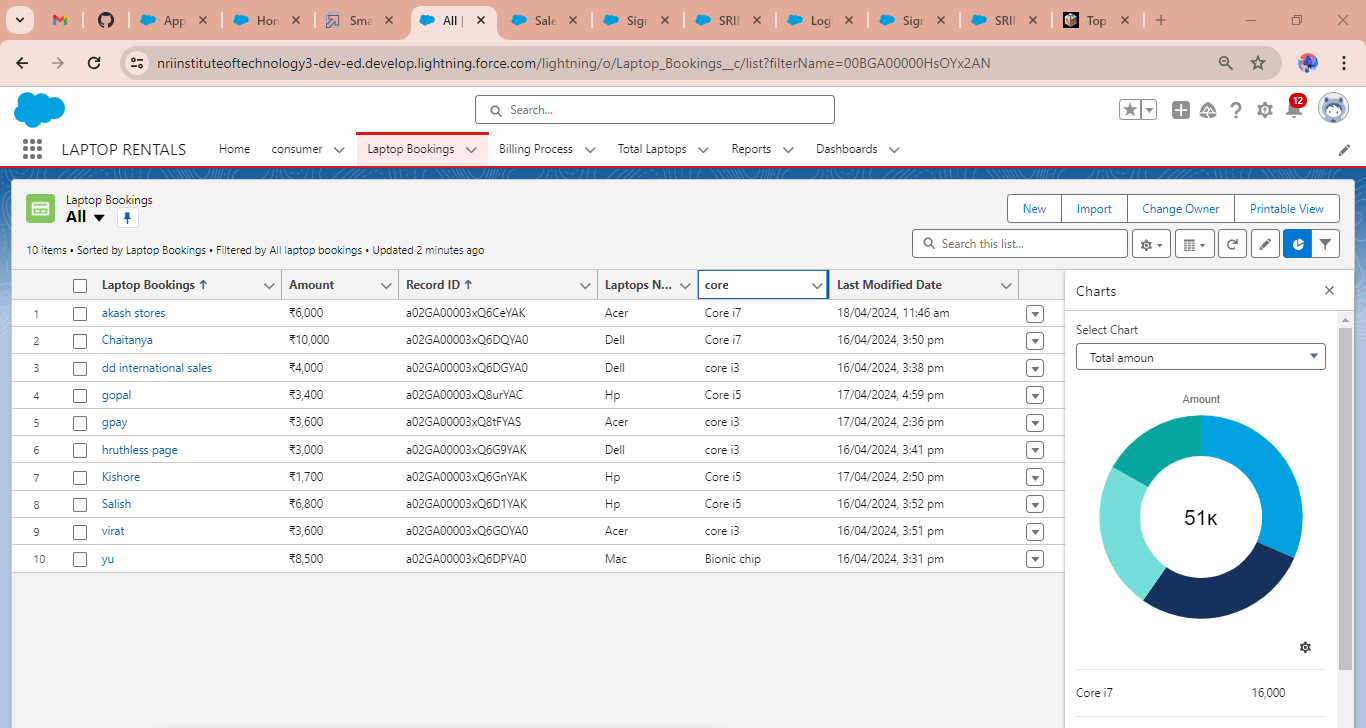 App Hon Sma All | Sale Sign SRIN Log Sign SRIN Top
nriinstituteoftechnology3-dev-ed.develop.lightning.force.com/lightning/o/Laptop_Bookings__c/list?filterName=00BGA00000HsOYx2AN
Search...
12
LAPTOP RENTALS Home consumer Laptop Bookings Billing Process Total Laptops Reports Dashboards
Laptop Bookings
All
New Import Change Owner Printable View
10 items • Sorted by Laptop Bookings • Filtered by All laptop bookings • Updated 2 minutes ago
Search this list...
Laptop Bookings ↑ Amount Record ID ↑ Laptops N... core Last Modified Date
1 akash stores ₹6,000 a02GA00003xQ6CeYAK Acer Core i7 18/04/2024, 11:46 am
2 Chaitanya ₹10,000 a02GA00003xQ6DQYA0 Dell Core i7 16/04/2024, 3:50 pm
3 dd international sales ₹4,000 a02GA00003xQ6DGYA0 Dell core i3 16/04/2024, 3:38 pm
4 gopal ₹3,400 a02GA00003xQ8urYAC Hp Core i5 17/04/2024, 4:59 pm
5 gpay ₹3,600 a02GA00003xQ8tFYAS Acer core i3 17/04/2024, 2:36 pm
6 hruthless page ₹3,000 a02GA00003xQ6G9YAK Dell core i3 16/04/2024, 3:41 pm
7 Kishore ₹1,700 a02GA00003xQ6GnYAK Hp Core i5 17/04/2024, 2:50 pm
8 Salish ₹6,800 a02GA00003xQ6D1YAK Hp Core i5 16/04/2024, 3:52 pm
9 virat ₹3,600 a02GA00003xQ6GOYA0 Acer core i3 16/04/2024, 3:51 pm
10 yu ₹8,500 a02GA00003xQ6DPYA0 Mac Bionic chip 16/04/2024, 3:31 pm
Charts
Select Chart
Total amoun
Amount
51K
Core i7 16,000